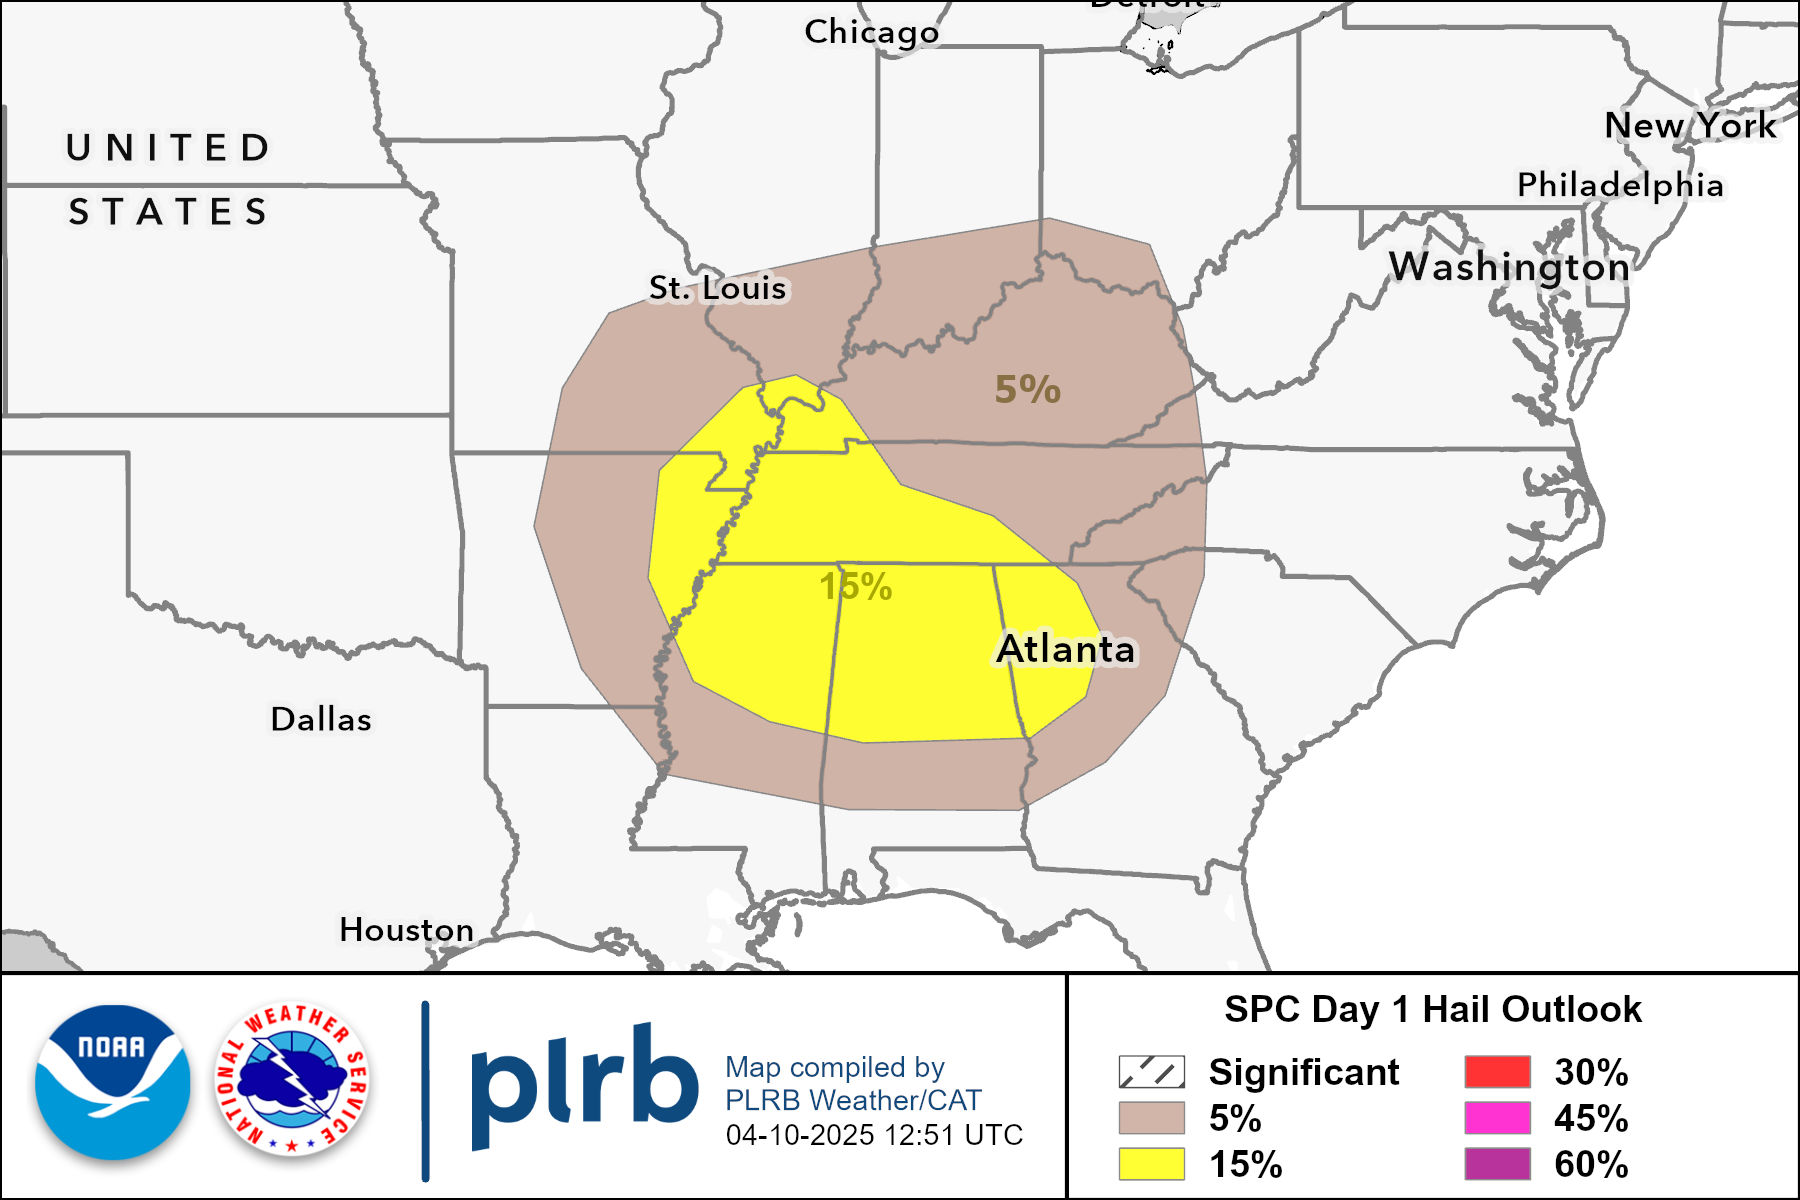 Detroit
Chicago
New York
UNITED
STATES
Philadelphia
Washington
St. Louis
5%
15%
Atlanta
Dallas
Houston
NOAA
NATIONAL WEATHER SERVICE
plrb
Map compiled by
PLRB Weather/CAT
04-10-2025 12:51 UTC
SPC Day 1 Hail Outlook
Significant
5%
15%
30%
45%
60%